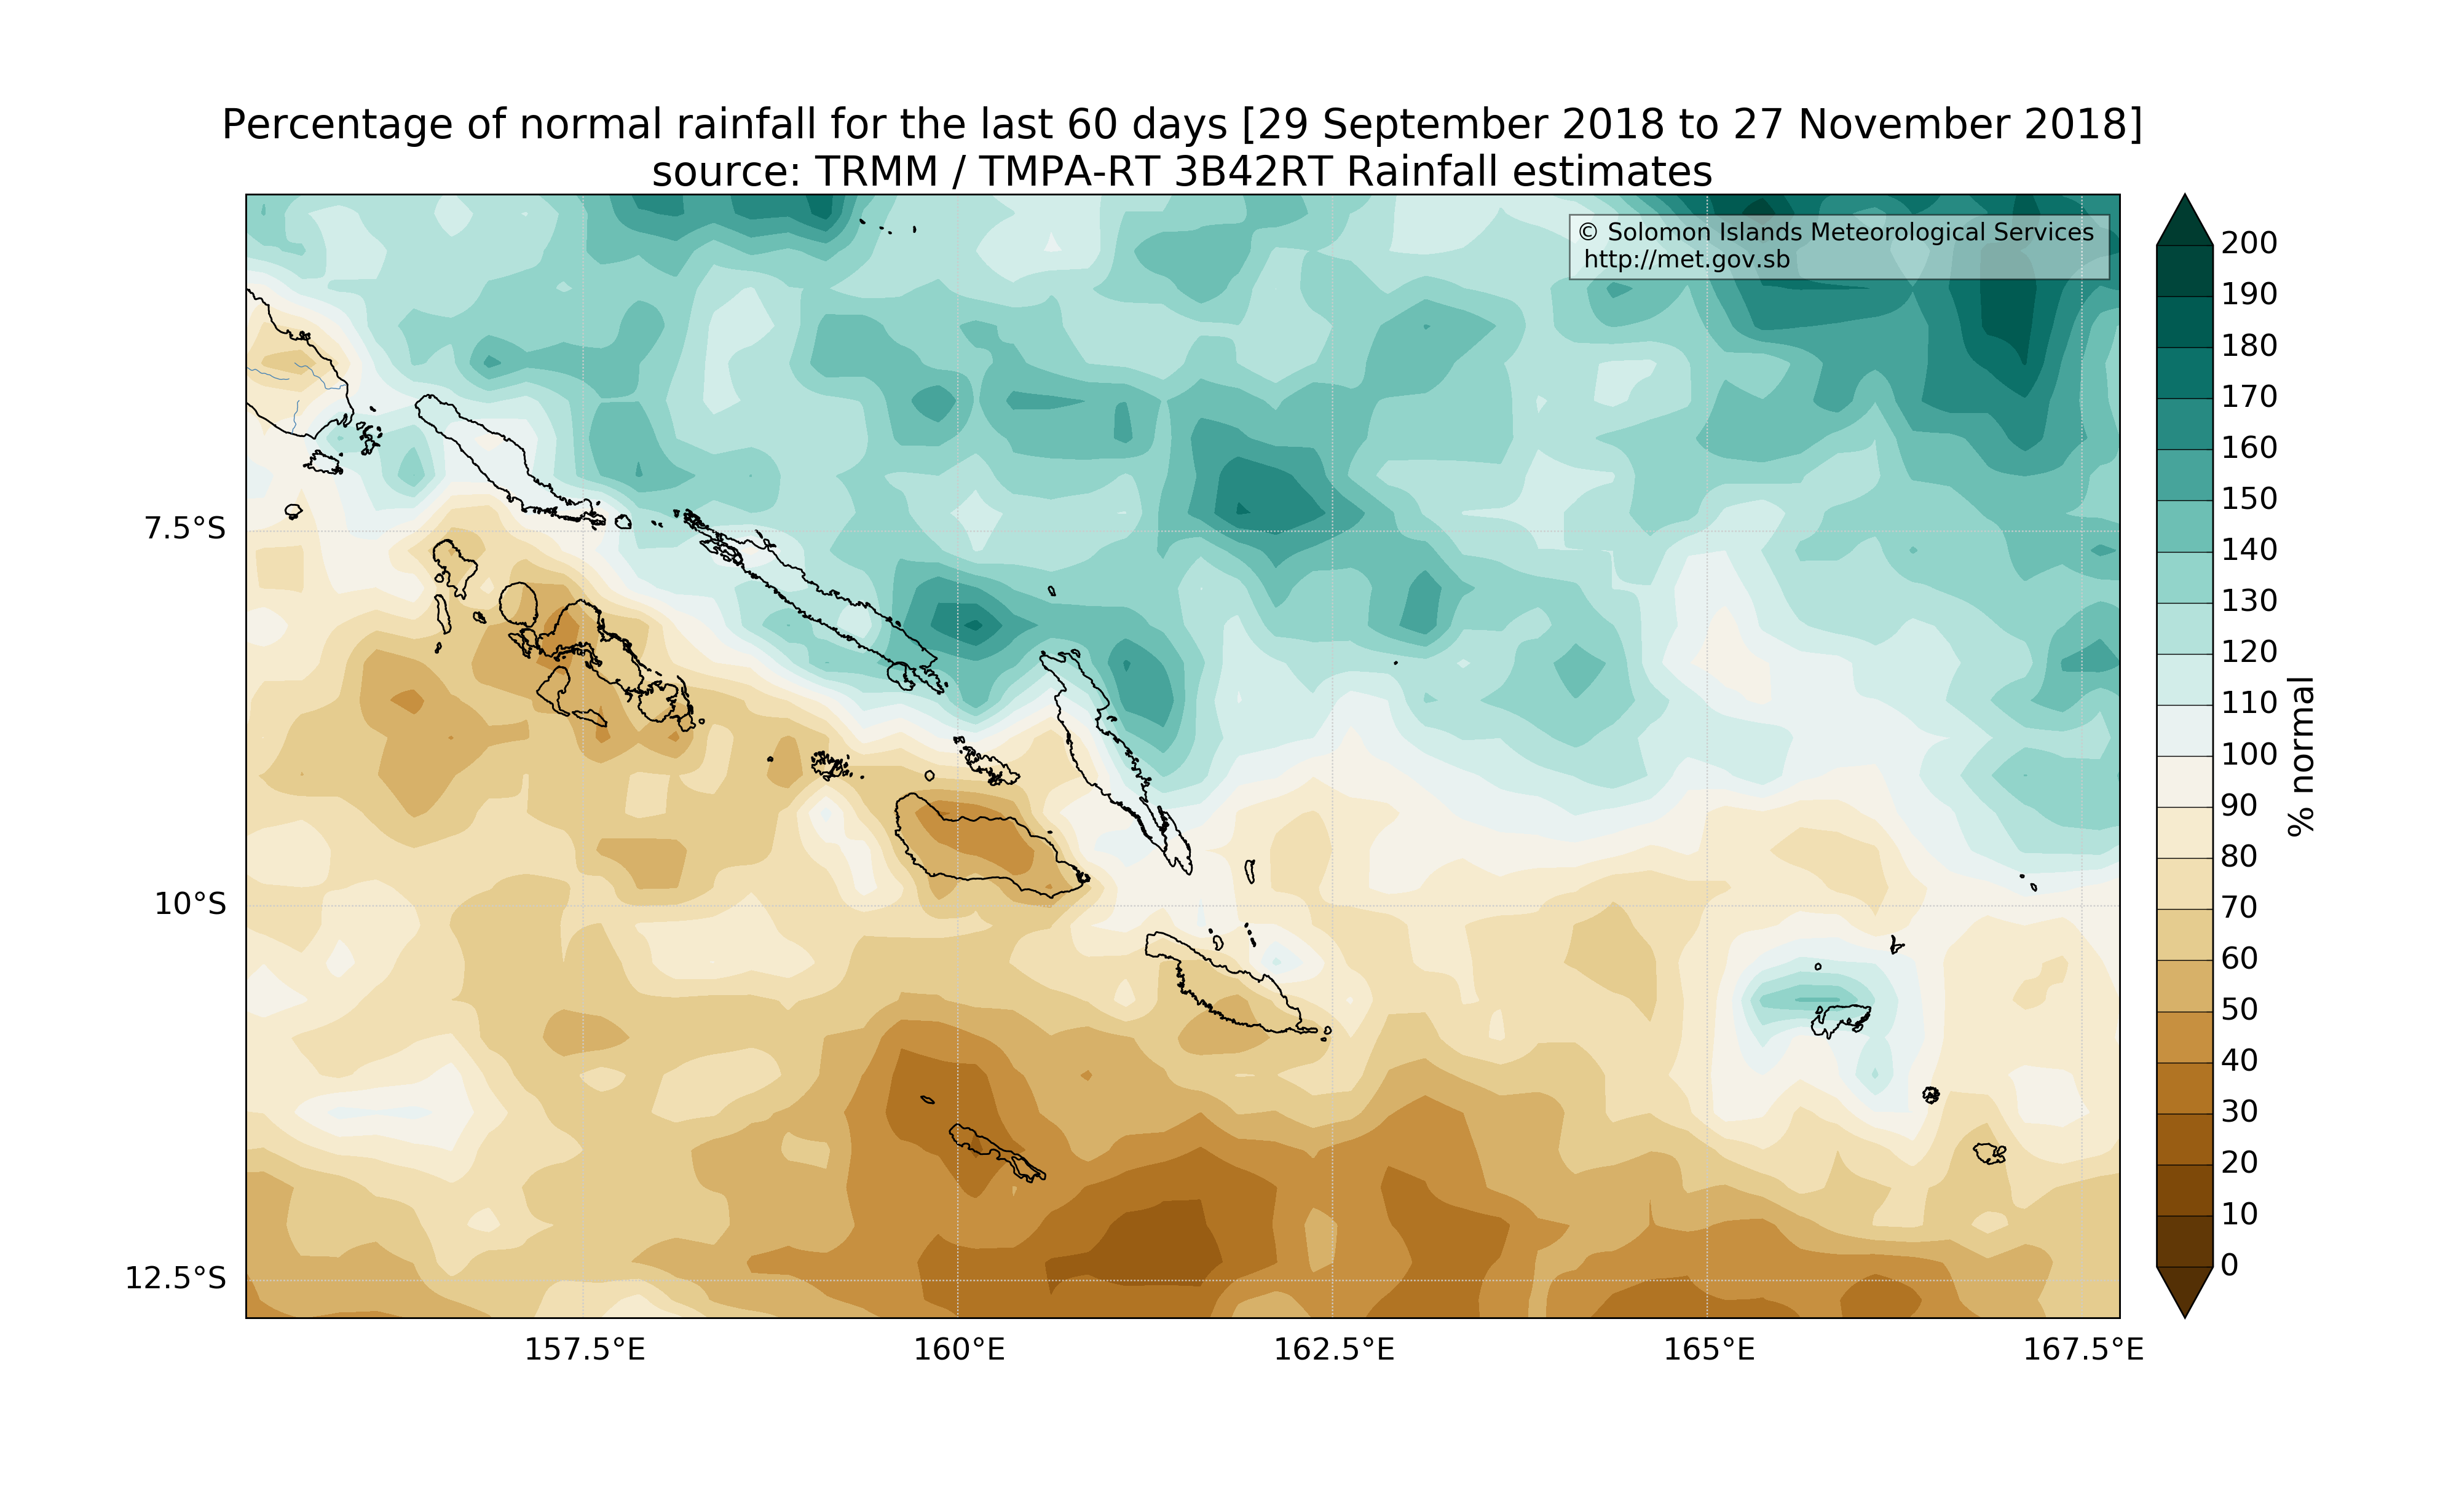 Percentage of normal rainfall for the last 60 days [29 September 2018 to 27 November 2018]
source: TRMM / TMPA-RT 3B42RT Rainfall estimates
© Solomon Islands Meteorological Services
http://met.gov.sb
7.5°S
10°S
12.5°S
157.5°E
160°E
162.5°E
165°E
167.5°E
200
190
180
170
160
150
140
130
120
110
100
90
80
70
60
50
40
30
20
10
0
% normal